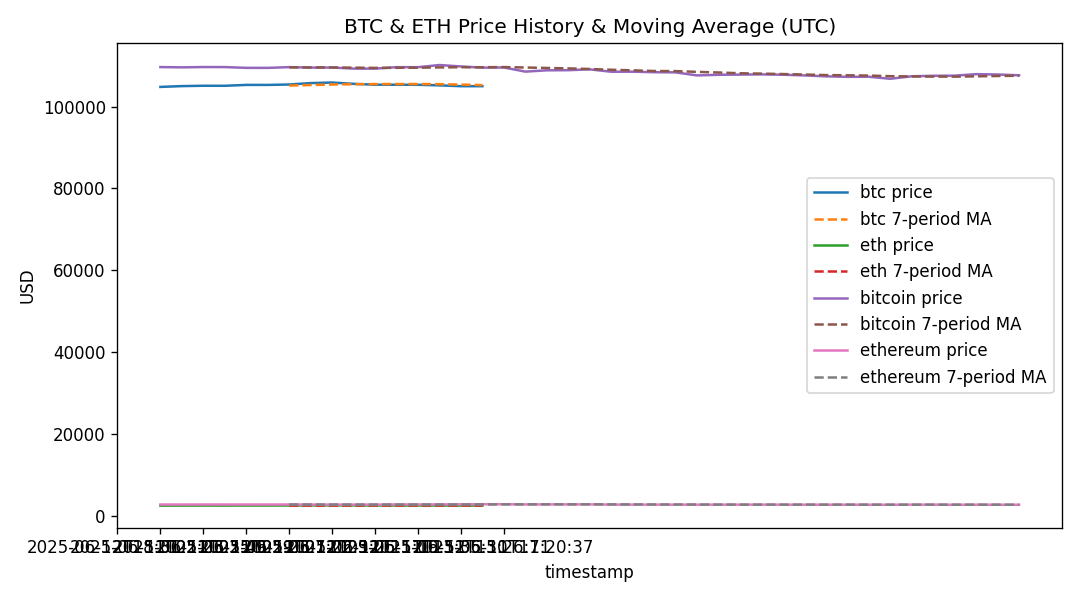 BTC & ETH Price History & Moving Average (UTC)
USD
100000
80000
60000
40000
20000
0
btc price
btc 7-period MA
eth price
eth 7-period MA
bitcoin price
bitcoin 7-period MA
ethereum price
ethereum 7-period MA
timestamp